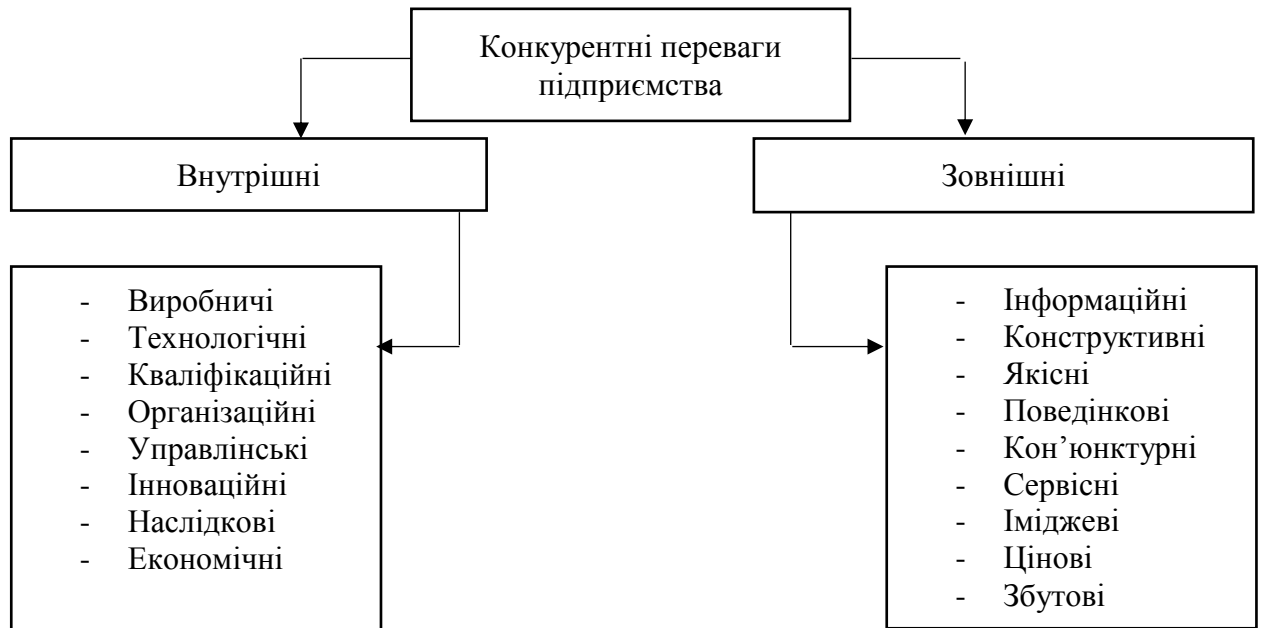 Конкурентні переваги
підприємства
Внутрішні
Зовнішні
- Виробничі
- Технологічні
- Кваліфікаційні
- Організаційні
- Управлінські
- Інноваційні
- Наслідкові
- Економічні
- Інформаційні
- Конструктивні
- Якісні
- Поведінкові
- Кон’юнктурні
- Сервісні
- Іміджеві
- Цінові
- Збутові